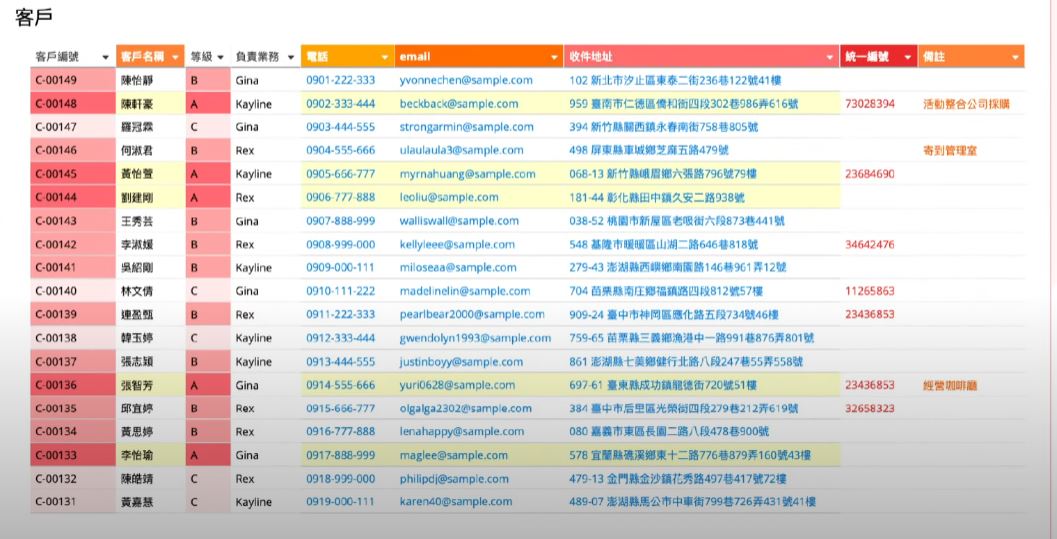 客戶
客戶編號 客戶名稱 等級 負責業務 電話 email 收件地址 統一編號 備註
C-00149 陳怡靜 B Gina 0901-222-333 yvonnechen@sample.com 102 新北市汐止區東泰二街236巷122號41樓
C-00148 陳軒豪 A Kayline 0902-333-444 beckback@sample.com 959 臺南市仁德區僑和街四段302巷986弄616號 73028394 活動整合公司採購
C-00147 羅冠霖 C Gina 0903-444-555 strongarmin@sample.com 394 新竹縣關西鎮永春南街758巷805號
C-00146 何淑君 B Rex 0904-555-666 ulaulaula3@sample.com 498 屏東縣車城鄉芝麻五路479號 寄到管理室
C-00145 黃怡萱 A Kayline 0905-666-777 myrnahuang@sample.com 068-13 新竹縣峨眉鄉六張路796號79樓 23684690
C-00144 劉建剛 A Rex 0906-777-888 leoliu@sample.com 181-44 彰化縣田中鎮久安二路938號
C-00143 王秀芸 B Gina 0907-888-999 walliswall@sample.com 038-52 桃園市新屋區老街六段873巷441號
C-00142 李淑媛 B Rex 0908-999-000 kellyleee@sample.com 548 基隆市暖暖區山湖二路646巷818號 34642476
C-00141 吳紹剛 B Kayline 0909-000-111 miloseaa@sample.com 279-43 澎湖縣西嶼鄉南園路146巷961弄12號
C-00140 林文倩 C Gina 0910-111-222 madelinelin@sample.com 704 苗栗縣南庄鄉福鎮路四段812號57樓 11265863
C-00139 連盈甄 B Rex 0911-222-333 pearlbear2000@sample.com 909-24 臺中市神岡區應化路五段734號46樓 23436853
C-00138 韓玉婷 C Kayline 0912-333-444 gwendolyn1993@sample.com 759-65 苗栗縣三義鄉漁港中一路991巷876弄801號
C-00137 張志穎 B Kayline 0913-444-555 justinboyy@sample.com 861 澎湖縣七美鄉健行北路八段247巷55弄558號
C-00136 張智芳 A Gina 0914-555-666 yuri0628@sample.com 697-61 臺東縣成功鎮龍德街720號51樓 23436853 經營咖啡廳
C-00135 邱宜婷 B Rex 0915-666-777 olgalga2302@sample.com 384 臺中市后里區光榮街四段279巷212弄619號 32658323
C-00134 黃思婷 B Rex 0916-777-888 lenahappy@sample.com 080 嘉義市東區長園二路八段478巷900號
C-00133 李怡瑜 A Gina 0917-888-999 maglee@sample.com 578 宜蘭縣礁溪鄉東十二路776巷879弄160號43樓
C-00132 陳皓靖 C Rex 0918-999-000 philipdj@sample.com 479-13 金門縣金沙鎮花秀路497巷417號72樓
C-00131 黃嘉慧 C Kayline 0919-000-111 karen40@sample.com 489-07 澎湖縣馬公市中車街799巷726弄431號41樓